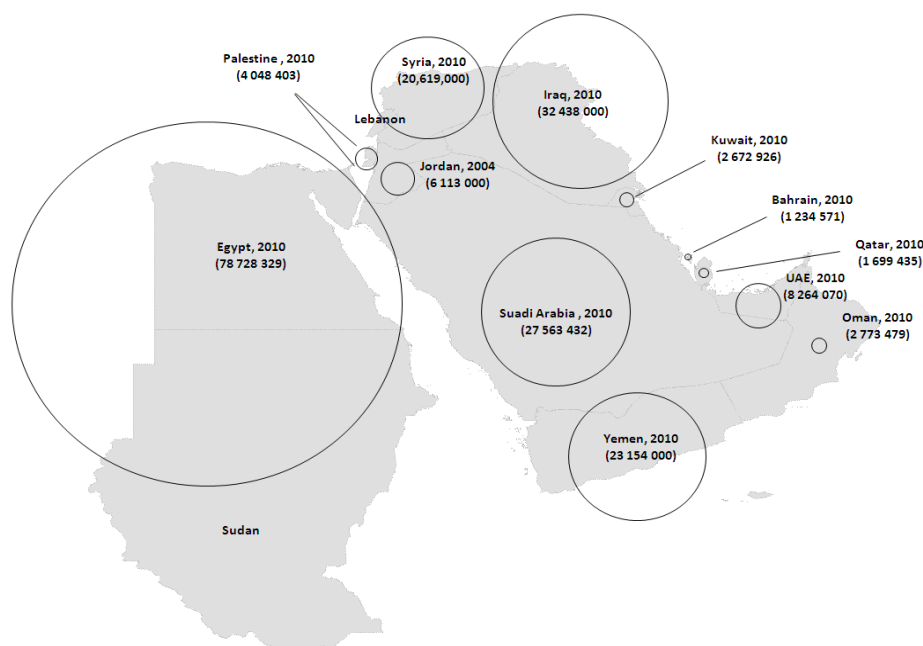 Palestine , 2010
(4 048 403)
Syria, 2010
(20,619,000)
Iraq, 2010
(32 438 000)
Lebanon
Kuwait, 2010
(2 672 926)
Jordan, 2004
(6 113 000)
Bahrain, 2010
(1 234 571)
Egypt, 2010
(78 728 329)
Qatar, 2010
(1 699 435)
UAE, 2010
(8 264 070)
Suadi Arabia , 2010
(27 563 432)
Oman, 2010
(2 773 479)
Yemen, 2010
(23 154 000)
Sudan